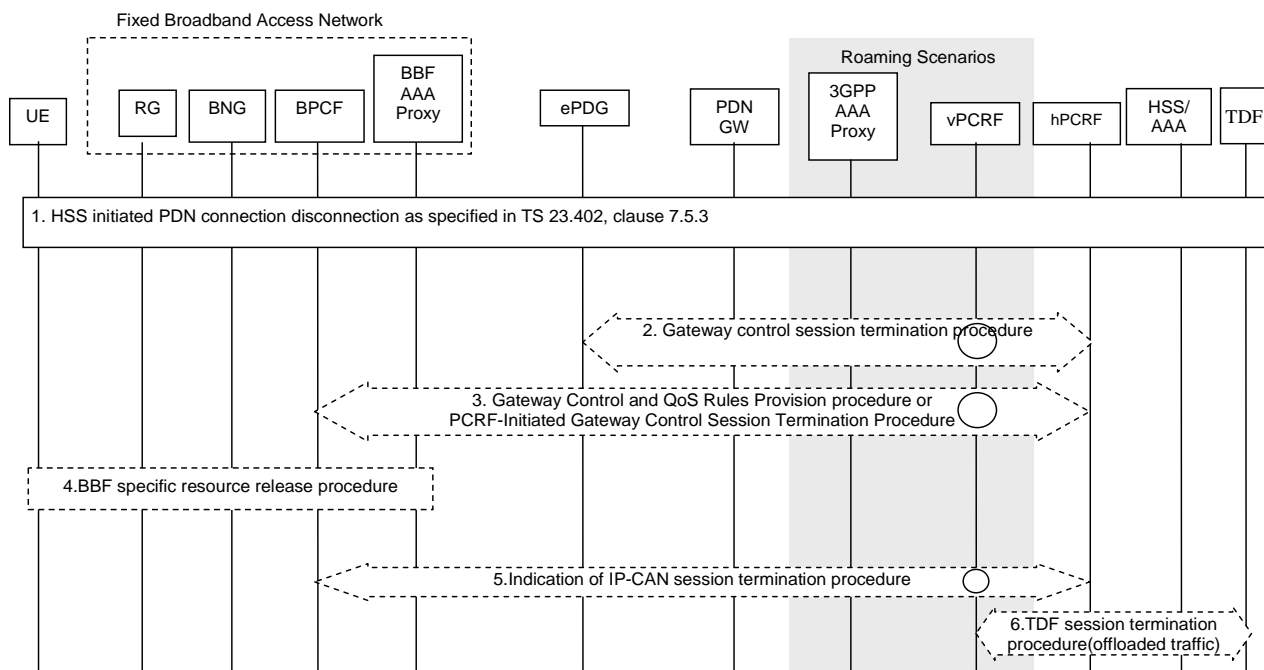 Fixed Broadband Access Network
Roaming Scenarios
UE
RG
BNG
BPCF
BBF
AAA
Proxy
ePDG
PDN
GW
3GPP
AAA
Proxy
vPCRF
hPCRF
HSS/
AAA
TDF
1. HSS initiated PDN connection disconnection as specified in TS 23.402, clause 7.5.3
2. Gateway control session termination procedure
3. Gateway Control and QoS Rules Provision procedure or
PCRF-Initiated Gateway Control Session Termination Procedure
4.BBF specific resource release procedure
5.Indication of IP-CAN session termination procedure
6.TDF session termination
procedure(offloaded traffic)